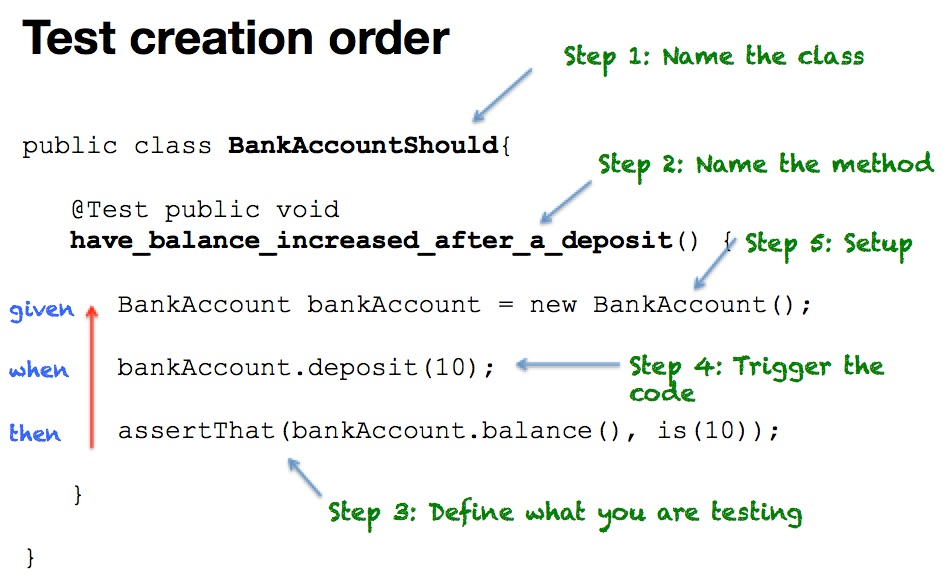 Test creation order
Step 1: Name the class
public class BankAccountShould{
Step 2: Name the method
@Test public void
have_balance_increased_after_a_deposit() {
Step 5: Setup
given
BankAccount bankAccount = new BankAccount();
when
bankAccount.deposit(10);
Step 4: Trigger the
code
then
assertThat(bankAccount.balance(), is(10));
}
Step 3: Define what you are testing
}